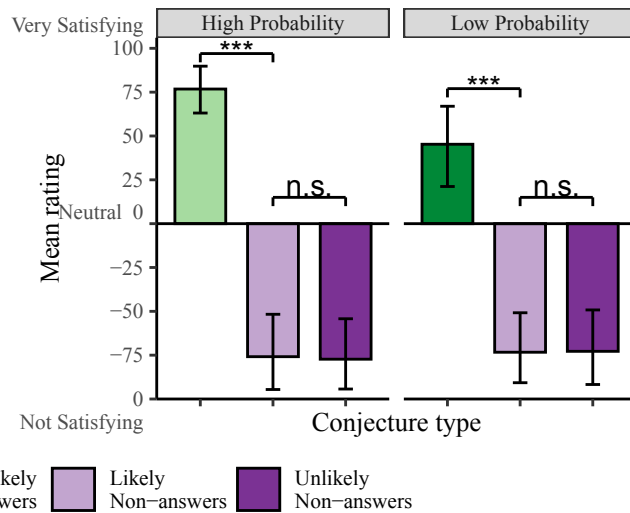 Very Satisfying
High Probability
Low Probability
100
***
***
75
50
25
n.s.
n.s.
Neutral 0
Mean rating
−25
−50
−75
0
Not Satisfying
Conjecture type
Likely
Non−answers
Unlikely
Non−answers